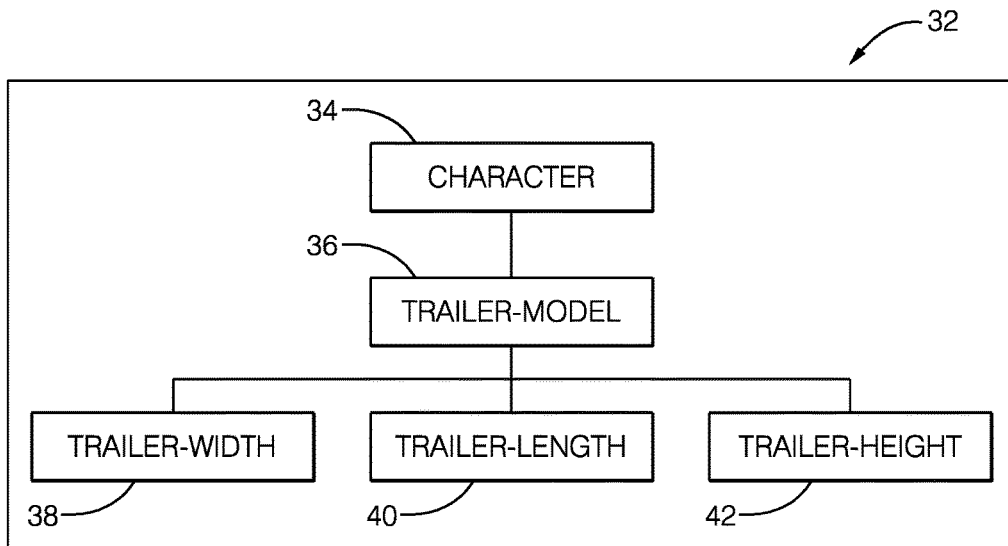 32
34
CHARACTER
36
TRAILER-MODEL
TRAILER-WIDTH
TRAILER-LENGTH
TRAILER-HEIGHT
38
40
42